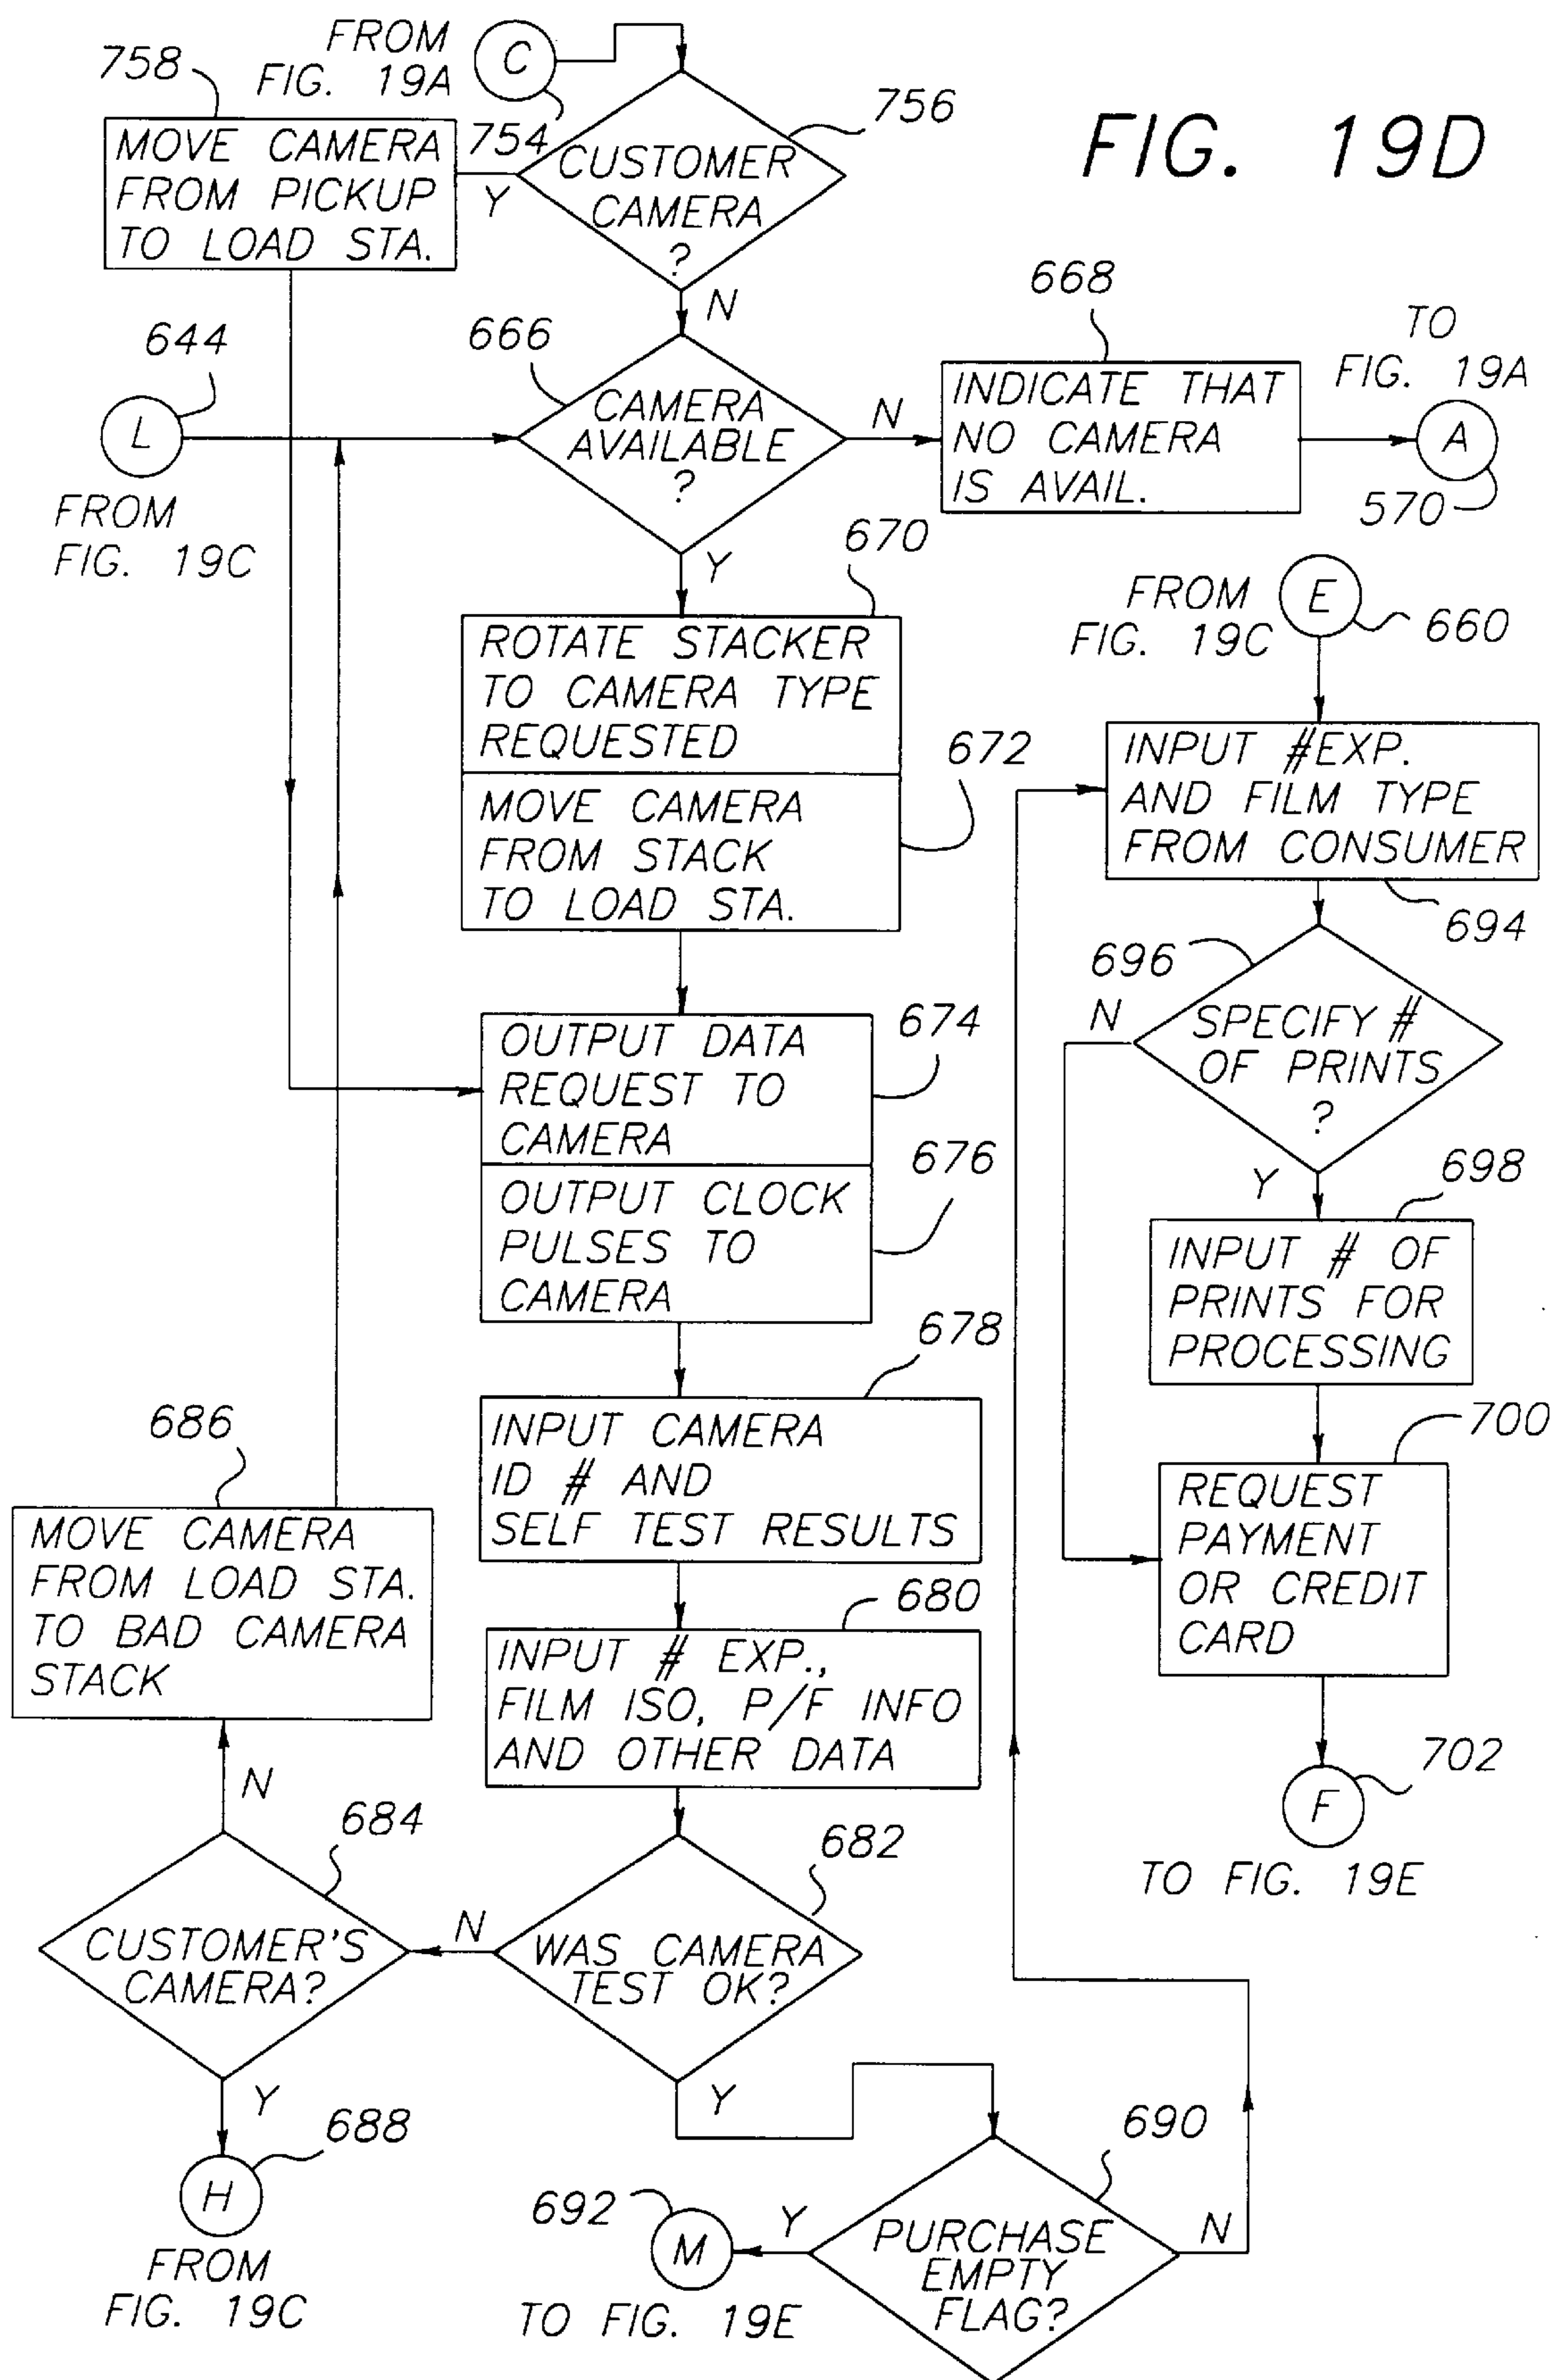 FIG. 19D
FROM
FIG. 19A
C
754
758
MOVE CAMERA
FROM PICKUP
TO LOAD STA.
Y
756
CUSTOMER
CAMERA
?
N
644
L
FROM
FIG. 19C
666
CAMERA
AVAILABLE
?
N
668
INDICATE THAT
NO CAMERA
IS AVAIL.
TO
FIG. 19A
A
570
Y
670
ROTATE STACKER
TO CAMERA TYPE
REQUESTED
672
MOVE CAMERA
FROM STACK
TO LOAD STA.
674
OUTPUT DATA
REQUEST TO
CAMERA
676
OUTPUT CLOCK
PULSES TO
CAMERA
678
INPUT CAMERA
ID # AND
SELF TEST RESULTS
680
INPUT # EXP.,
FILM ISO, P/F INFO
AND OTHER DATA
682
WAS CAMERA
TEST OK?
N
684
CUSTOMER'S
CAMERA?
N
686
MOVE CAMERA
FROM LOAD STA.
TO BAD CAMERA
STACK
Y
688
H
FROM
FIG. 19C
Y
690
PURCHASE
EMPTY
FLAG?
Y
692
M
TO FIG. 19E
N
FROM
FIG. 19C
E
660
INPUT #EXP.
AND FILM TYPE
FROM CONSUMER
694
696
SPECIFY #
OF PRINTS
?
N
Y
698
INPUT # OF
PRINTS FOR
PROCESSING
700
REQUEST
PAYMENT
OR CREDIT
CARD
702
F
TO FIG. 19E